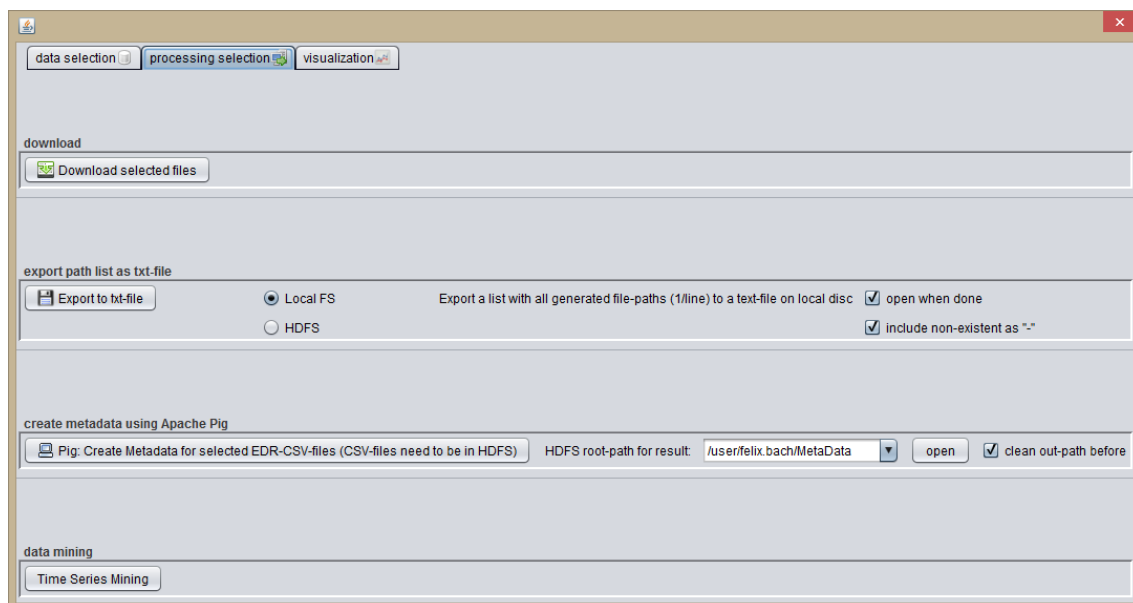 data selection processing selection visualization
download
Download selected files
export path list as txt-file
Export to txt-file Local FS Export a list with all generated file-paths (1/line) to a text-file on local disc open when done
HDFS include non-existent as "-"
create metadata using Apache Pig
Pig: Create Metadata for selected EDR-CSV-files (CSV-files need to be in HDFS) HDFS root-path for result: /user/felix.bach/MetaData open clean out-path before
data mining
Time Series Mining